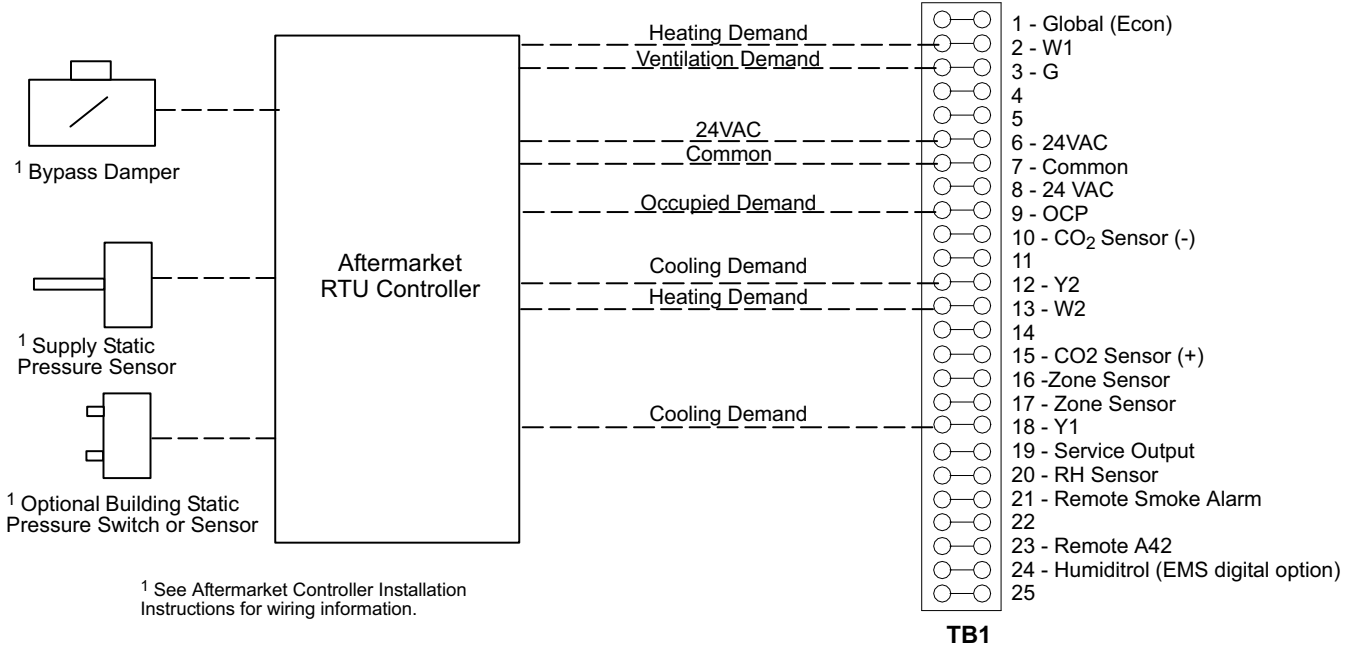 1 Bypass Damper
1 Supply Static
Pressure Sensor
1 Optional Building Static
Pressure Switch or Sensor
Aftermarket
RTU Controller
Heating Demand
Ventilation Demand
24VAC
Common
Occupied Demand
Cooling Demand
Heating Demand
Cooling Demand
1 - Global (Econ)
2 - W1
3 - G
4
5
6 - 24VAC
7 - Common
8 - 24 VAC
9 - OCP
10 - CO2 Sensor (-)
11
12 - Y2
13 - W2
14
15 - CO2 Sensor (+)
16 -Zone Sensor
17 - Zone Sensor
18 - Y1
19 - Service Output
20 - RH Sensor
21 - Remote Smoke Alarm
22
23 - Remote A42
24 - Humiditrol (EMS digital option)
25
TB1
1 See Aftermarket Controller Installation
Instructions for wiring information.